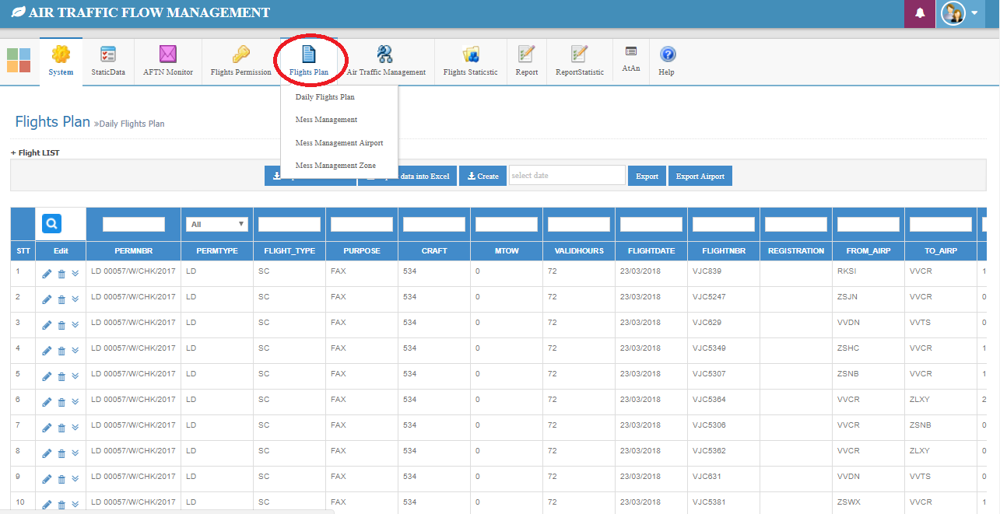 AIR TRAFFIC FLOW MANAGEMENT
System StaticData AFTN Monitor Flights Permission Flights Plan Air Traffic Management Flights Staticstic Report ReportStatistic AtAn Help
Daily Flights Plan
Mess Management
Mess Management Airport
Mess Management Zone
Flights Plan »Daily Flights Plan
+ Flight LIST
data into Excel Create select date Export Export Airport
All
STT Edit PERMNBR PERMTYPE FLIGHT_TYPE PURPOSE CRAFT MTOW VALIDHOURS FLIGHTDATE FLIGHTNBR REGISTRATION FROM_AIRP TO_AIRP
1 LD 00057/W/CHK/2017 LD SC FAX 534 0 72 23/03/2018 VJC839 RKSI VVCR 1
2 LD 00057/W/CHK/2017 LD SC FAX 534 0 72 23/03/2018 VJC5247 ZSJN VVCR 0
3 LD 00057/W/CHK/2017 LD SC FAX 534 0 72 23/03/2018 VJC629 VVDN VVTS 0
4 LD 00057/W/CHK/2017 LD SC FAX 534 0 72 23/03/2018 VJC5349 ZSHC VVCR 1
5 LD 00057/W/CHK/2017 LD SC FAX 534 0 72 23/03/2018 VJC5307 ZSNB VVCR 1
6 LD 00057/W/CHK/2017 LD SC FAX 534 0 72 23/03/2018 VJC5364 VVCR ZLXY 2
7 LD 00057/W/CHK/2017 LD SC FAX 534 0 72 23/03/2018 VJC5306 VVCR ZSNB 0
8 LD 00057/W/CHK/2017 LD SC FAX 534 0 72 23/03/2018 VJC5362 VVCR ZLXY 0
9 LD 00057/W/CHK/2017 LD SC FAX 534 0 72 23/03/2018 VJC631 VVDN VVTS 0
10 LD 00057/W/CHK/2017 LD SC FAX 534 0 72 23/03/2018 VJC5381 ZSWX VVCR 1